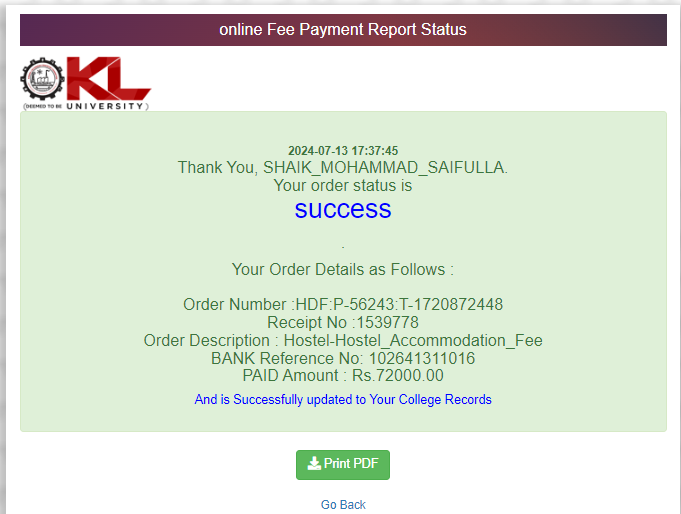 online Fee Payment Report Status
KL
(DEEMED TO BE UNIVERSITY)
2024-07-13 17:37:45
Thank You, SHAIK_MOHAMMAD_SAIFULLA.
Your order status is
success
.
Your Order Details as Follows :
Order Number :HDF:P-56243:T-1720872448
Receipt No :1539778
Order Description : Hostel-Hostel_Accommodation_Fee
BANK Reference No: 102641311016
PAID Amount : Rs.72000.00
And is Successfully updated to Your College Records
Print PDF
Go Back